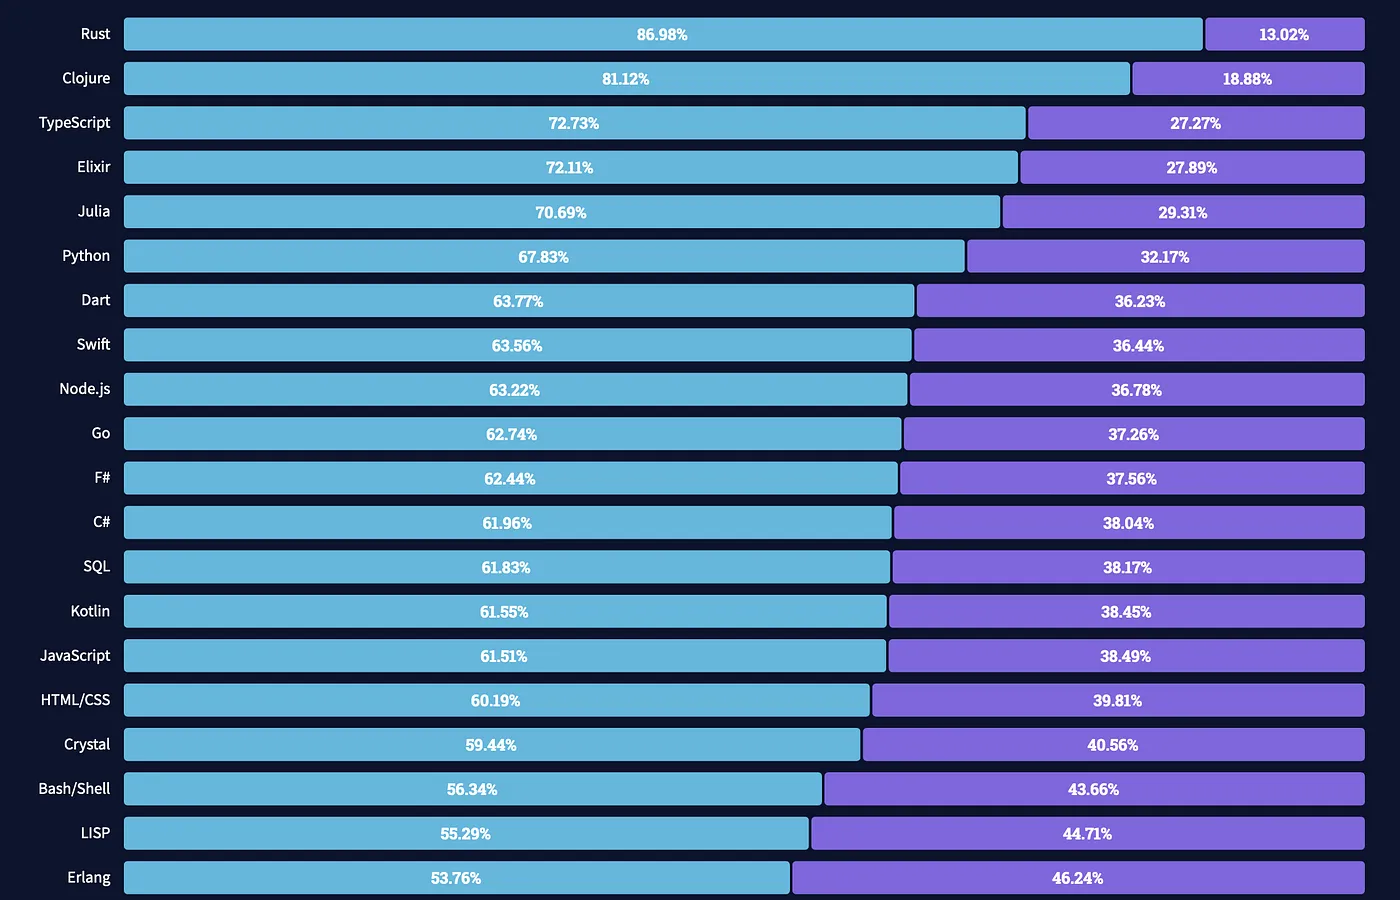 Rust 86.98% 13.02%
Clojure 81.12% 18.88%
TypeScript 72.73% 27.27%
Elixir 72.11% 27.89%
Julia 70.69% 29.31%
Python 67.83% 32.17%
Dart 63.77% 36.23%
Swift 63.56% 36.44%
Node.js 63.22% 36.78%
Go 62.74% 37.26%
F# 62.44% 37.56%
C# 61.96% 38.04%
SQL 61.83% 38.17%
Kotlin 61.55% 38.45%
JavaScript 61.51% 38.49%
HTML/CSS 60.19% 39.81%
Crystal 59.44% 40.56%
Bash/Shell 56.34% 43.66%
LISP 55.29% 44.71%
Erlang 53.76% 46.24%